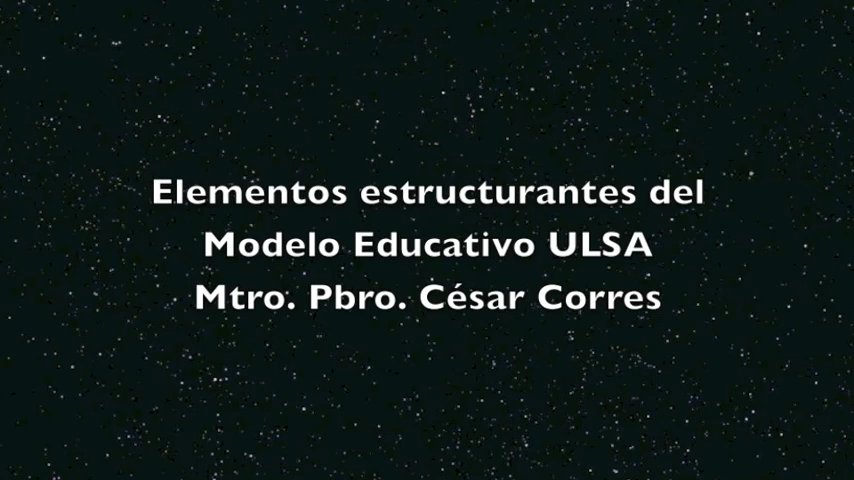 Elementos estructurantes del
Modelo Educativo ULSA
Mtro. Pbro. César Corres